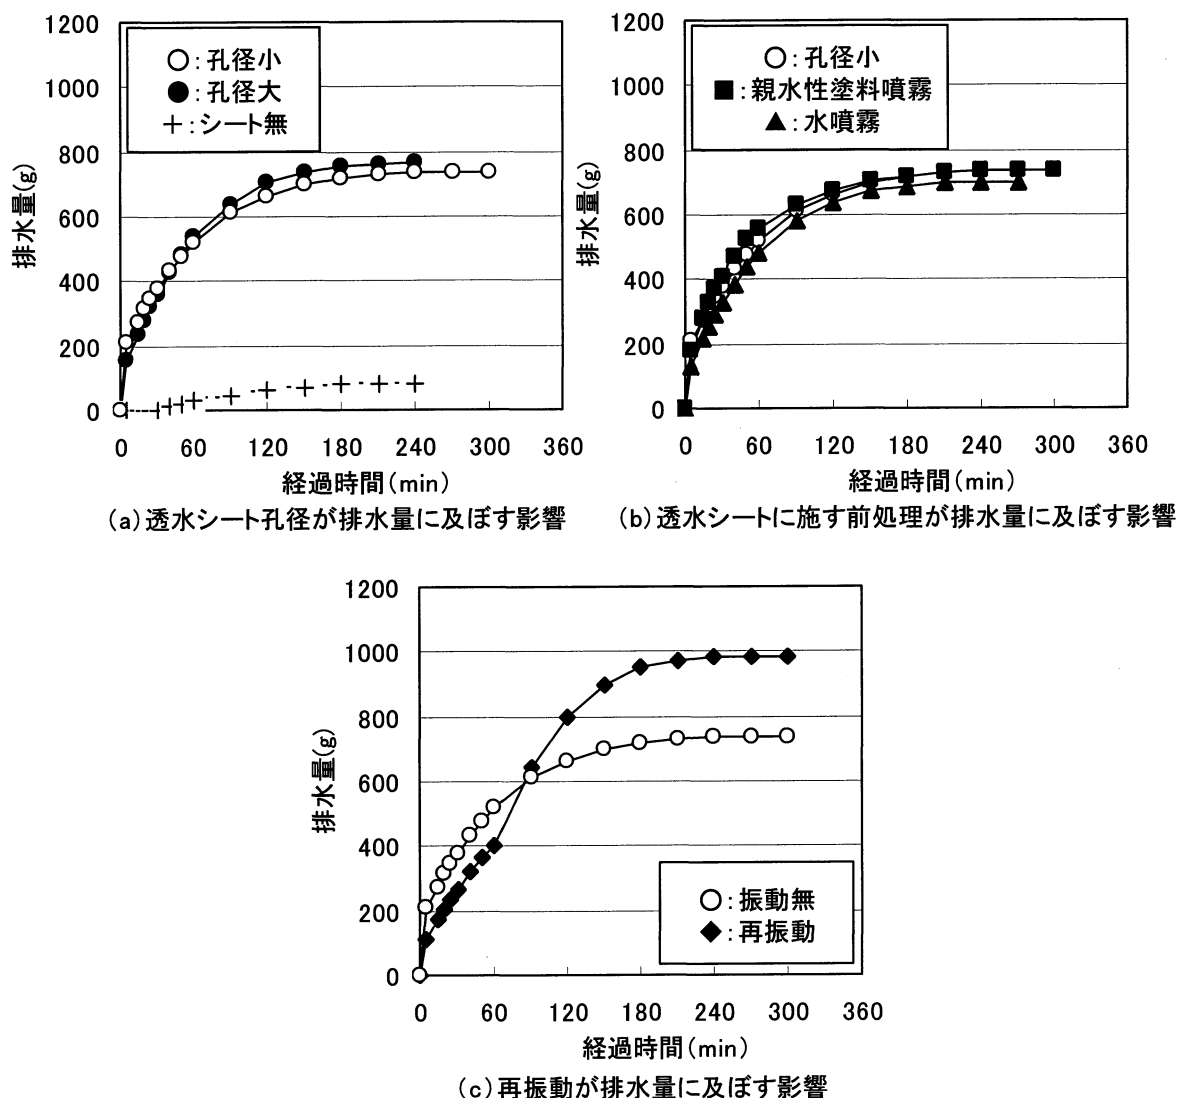 1200
1000
800
600
400
200
0
排水量(g)
○:孔径小
●:孔径大
+:シート無
0 60 120 180 240 300 360
経過時間(min)
(a)透水シート孔径が排水量に及ぼす影響
1200
1000
800
600
400
200
0
排水量(g)
○:孔径小
■:親水性塗料噴霧
▲:水噴霧
0 60 120 180 240 300 360
経過時間(min)
(b)透水シートに施す前処理が排水量に及ぼす影響
1200
1000
800
600
400
200
0
排水量(g)
○:振動無
◆:再振動
0 60 120 180 240 300 360
経過時間(min)
(c)再振動が排水量に及ぼす影響